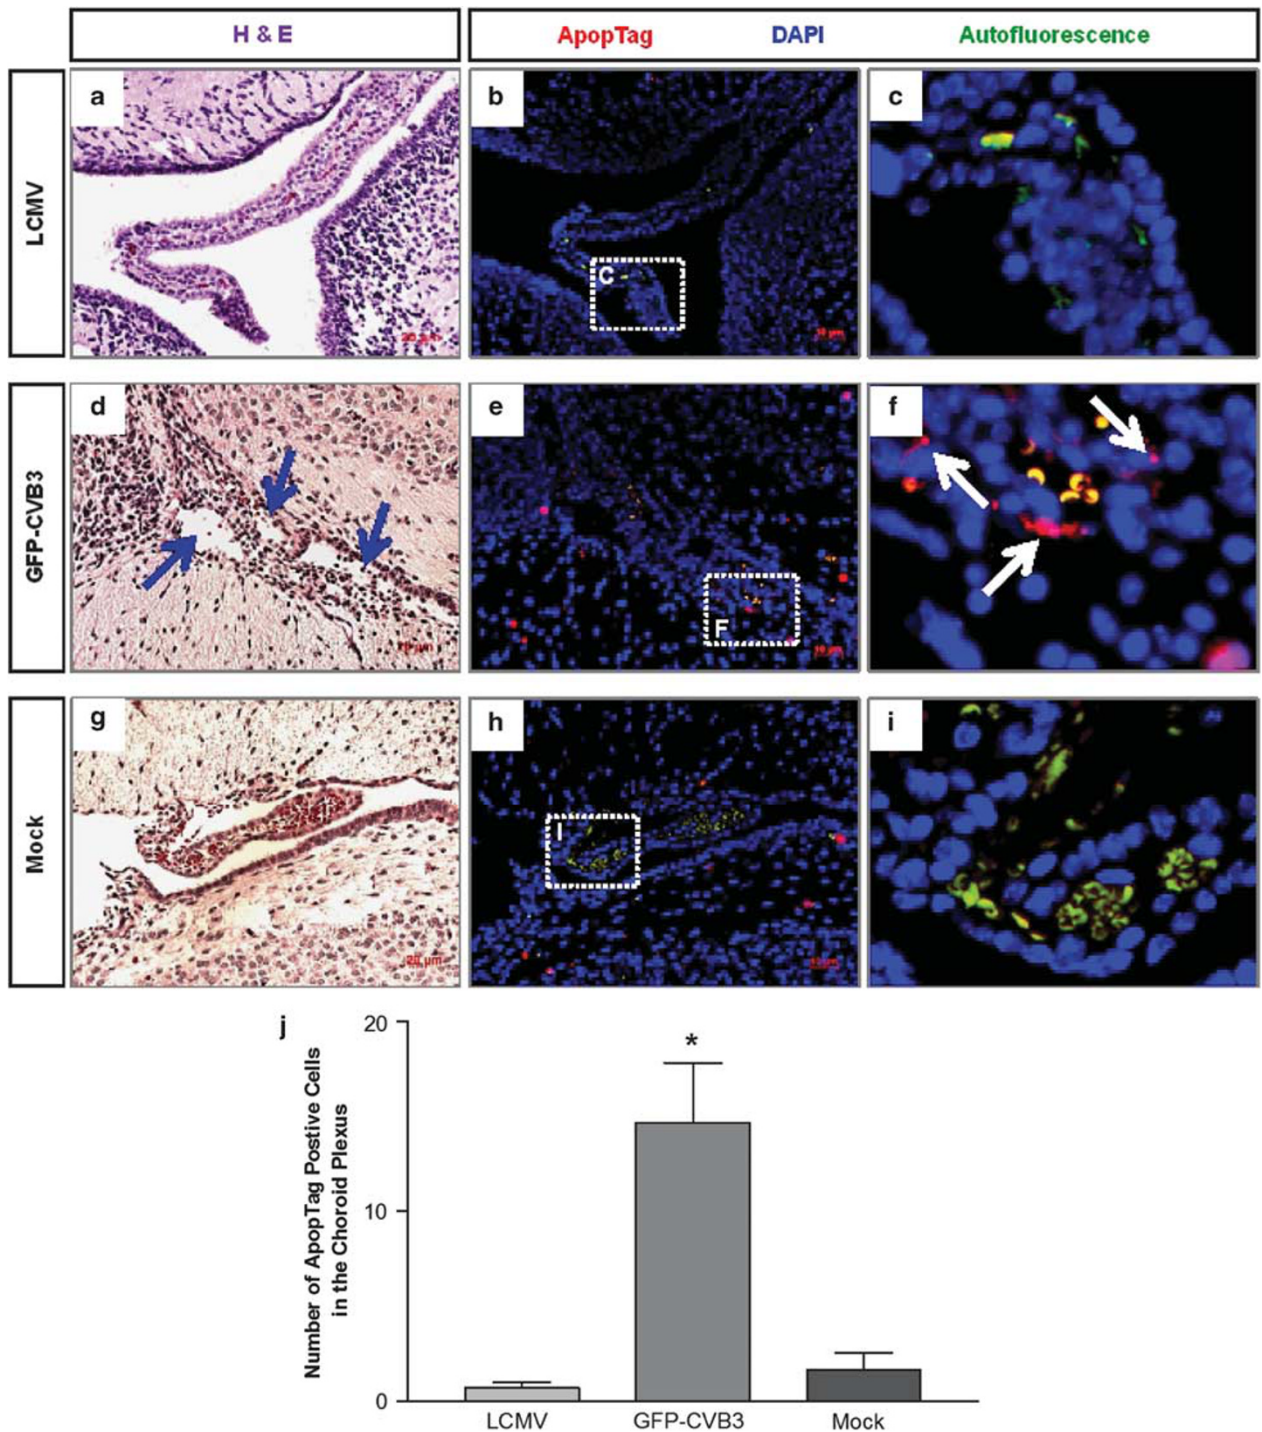 H & E
ApopTag
DAPI
Autofluorescence
LCMV
a
b
C
c
GFP-CVB3
d
e
F
f
Mock
g
20 µm
h
I
i
j
Number of ApopTag Postive Cells
in the Choroid Plexus
20
10
0
*
LCMV
GFP-CVB3
Mock